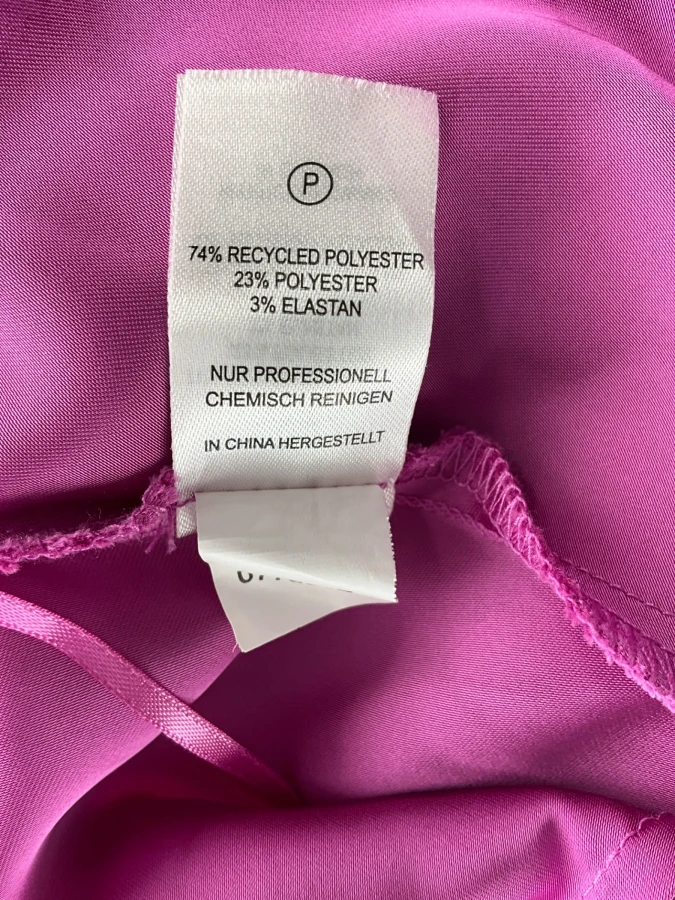 P
74% RECYCLED POLYESTER
23% POLYESTER
3% ELASTAN
NUR PROFESSIONELL
CHEMISCH REINIGEN
IN CHINA HERGESTELLT